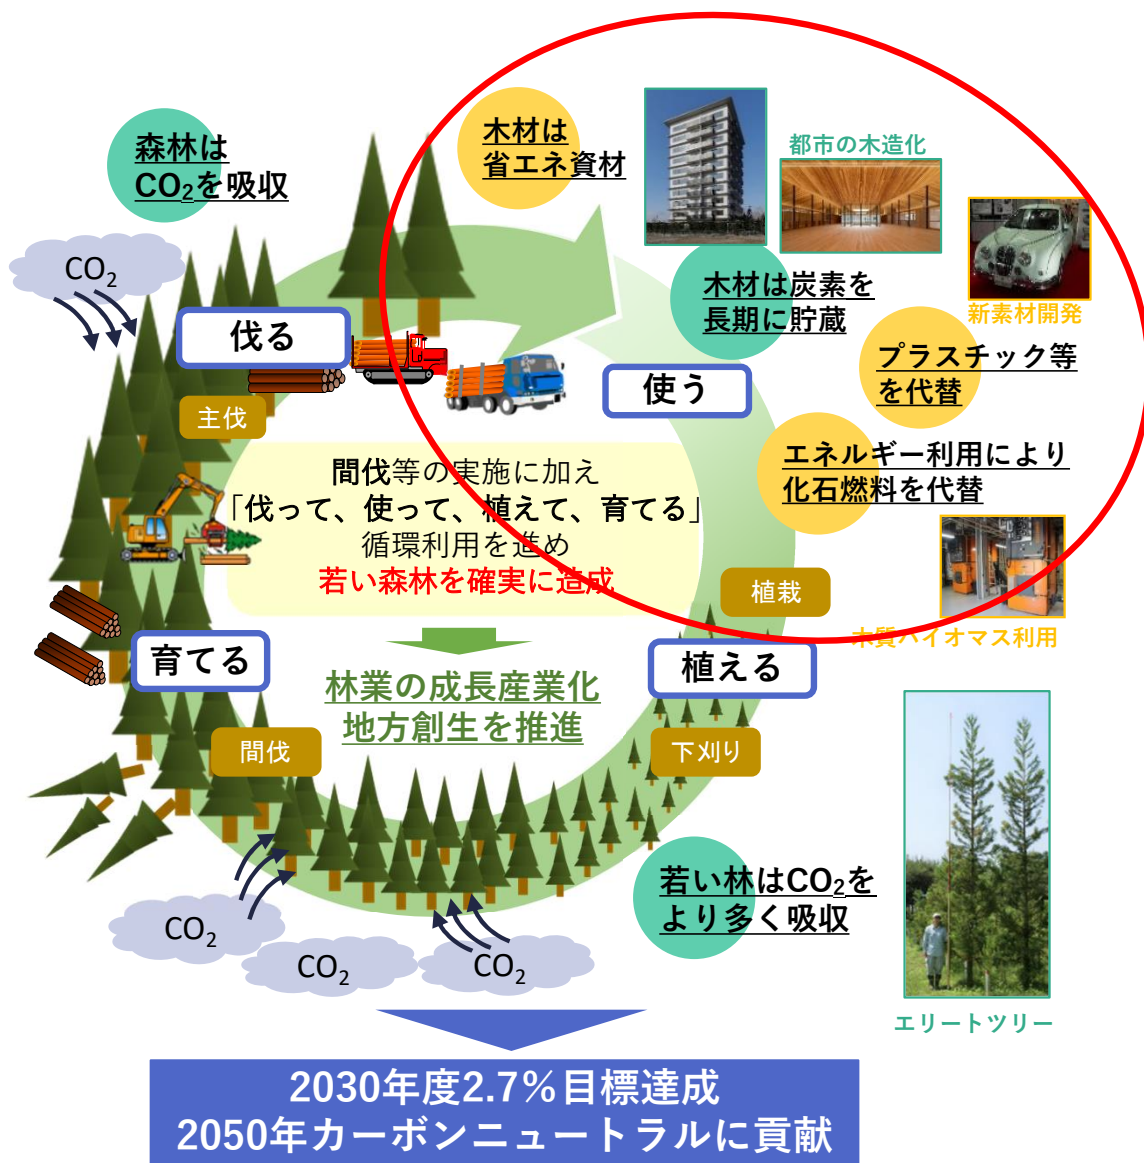 森林は
CO2を吸収
木材は
省エネ資材
都市の木造化
CO2
木材は炭素を
長期に貯蔵
新素材開発
伐る
プラスチック等
を代替
使う
主伐
エネルギー利用により
化石燃料を代替
間伐等の実施に加え
「伐って、使って、植えて、育てる」
循環利用を進め
若い森林を確実に造成
植栽
木質バイオマス利用
育てる
植える
林業の成長産業化
地方創生を推進
間伐
下刈り
若い林はCO2を
より多く吸収
CO2
CO2
CO2
エリートツリー
2030年度2.7%目標達成
2050年カーボンニュートラルに貢献